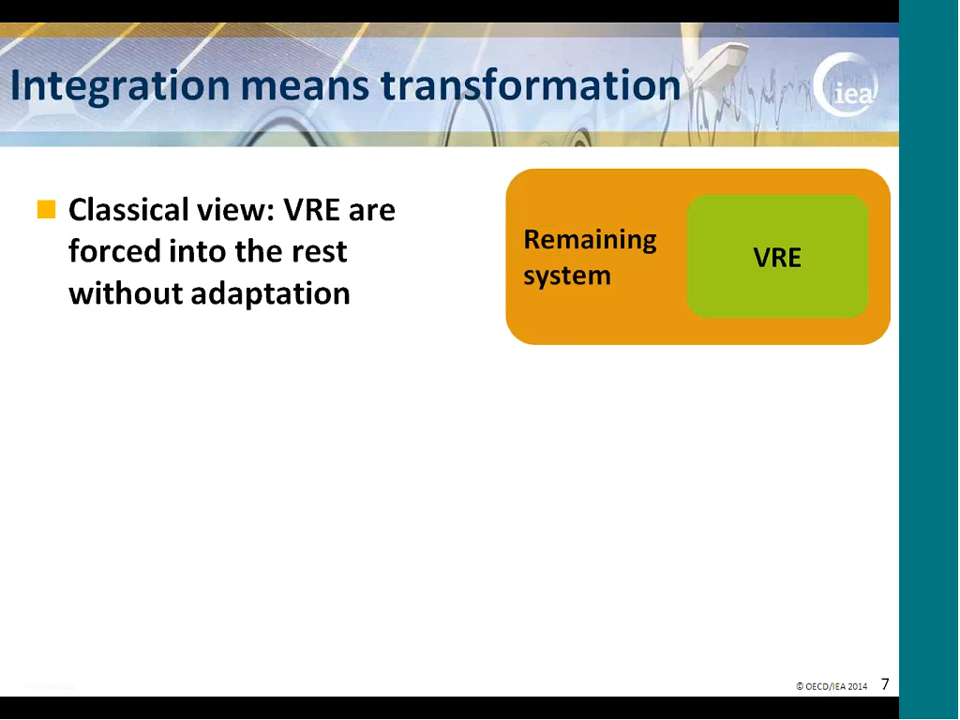 Integration means transformation
iea
Classical view: VRE are
forced into the rest
without adaptation
Remaining
system
VRE
© OECD/IEA 2014
7